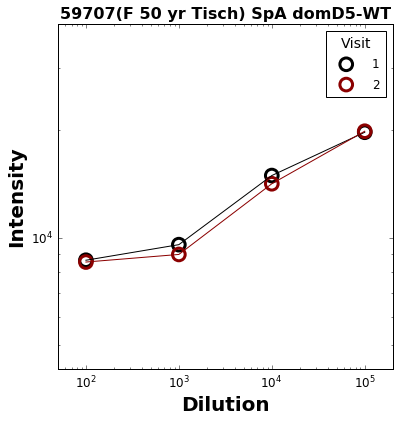 59707(F 50 yr Tisch) SpA domD5-WT
Visit
1
2
Intensity
10⁴
10² 10³ 10⁴ 10⁵
Dilution